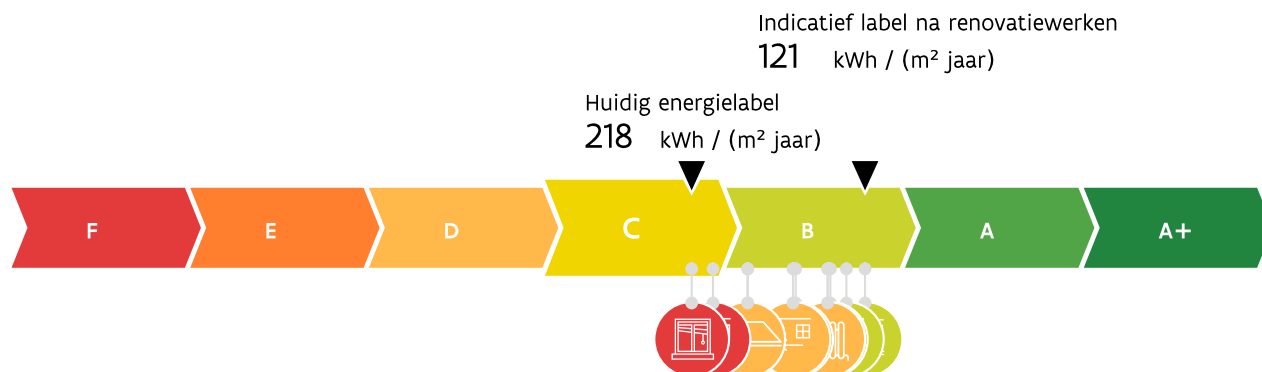 Indicatief label na renovatiewerken
121 kWh / (m² jaar)
Huidig energielabel
218 kWh / (m² jaar)
F E D C B A A+